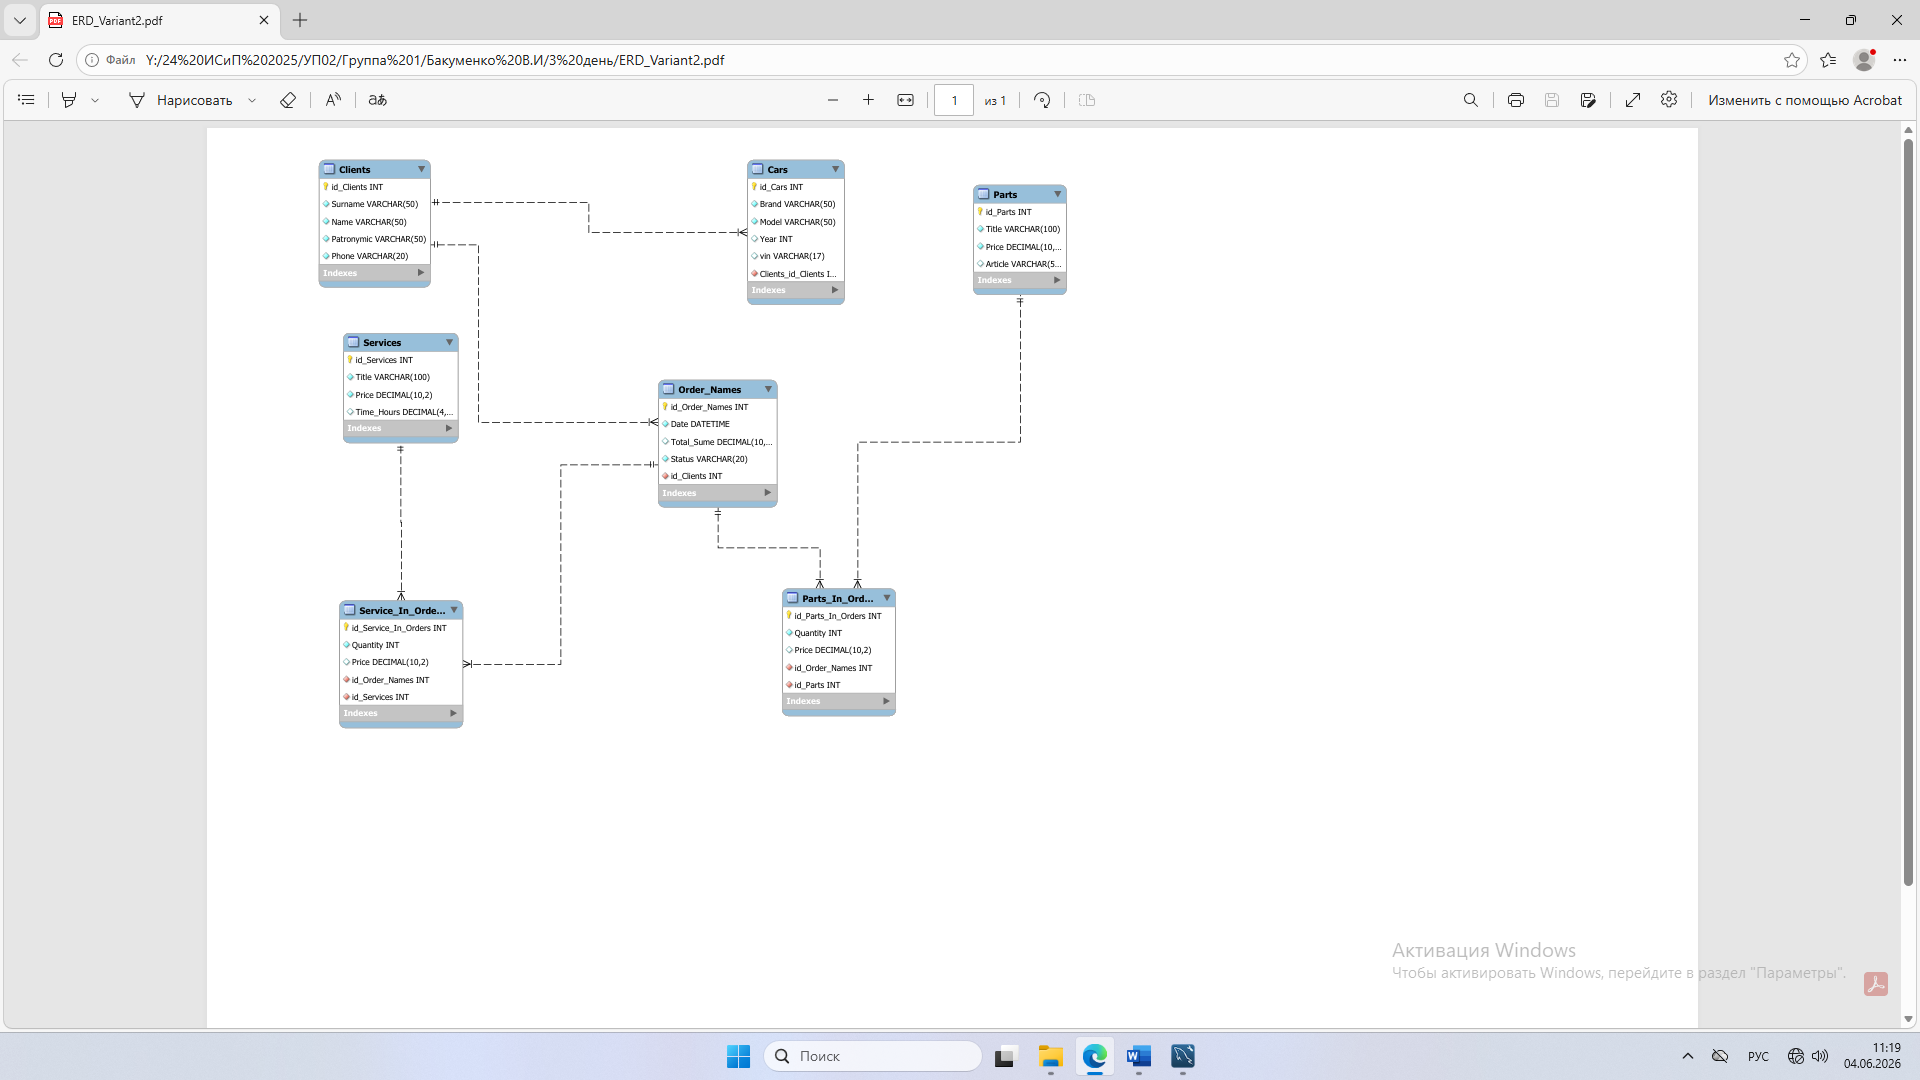 ERD_Variant2.pdf
Файл
Y:/24%20ИСиП%202025/УП02/Группа%201/Бакуменко%20В.И/3%20день/ERD_Variant2.pdf
Нарисовать
1 из 1
Изменить с помощью Acrobat
Clients
id_Clients INT
Surname VARCHAR(50)
Name VARCHAR(50)
Patronymic VARCHAR(50)
Phone VARCHAR(20)
Indexes
Cars
id_Cars INT
Brand VARCHAR(50)
Model VARCHAR(50)
Year INT
vin VARCHAR(17)
Clients_id_Clients I...
Indexes
Parts
id_Parts INT
Title VARCHAR(100)
Price DECIMAL(10,...
Article VARCHAR(5...
Indexes
Services
id_Services INT
Title VARCHAR(100)
Price DECIMAL(10,2)
Time_Hours DECIMAL(4,...
Indexes
Order_Names
id_Order_Names INT
Date DATETIME
Total_Sume DECIMAL(10,...
Status VARCHAR(20)
id_Clients INT
Indexes
Service_In_Orde...
id_Service_In_Orders INT
Quantity INT
Price DECIMAL(10,2)
id_Order_Names INT
id_Services INT
Indexes
Parts_In_Ord...
id_Parts_In_Orders INT
Quantity INT
Price DECIMAL(10,2)
id_Order_Names INT
id_Parts INT
Indexes
Активация Windows
Чтобы активировать Windows, перейдите в раздел "Параметры".
Поиск
РУС
11:19
04.06.2026